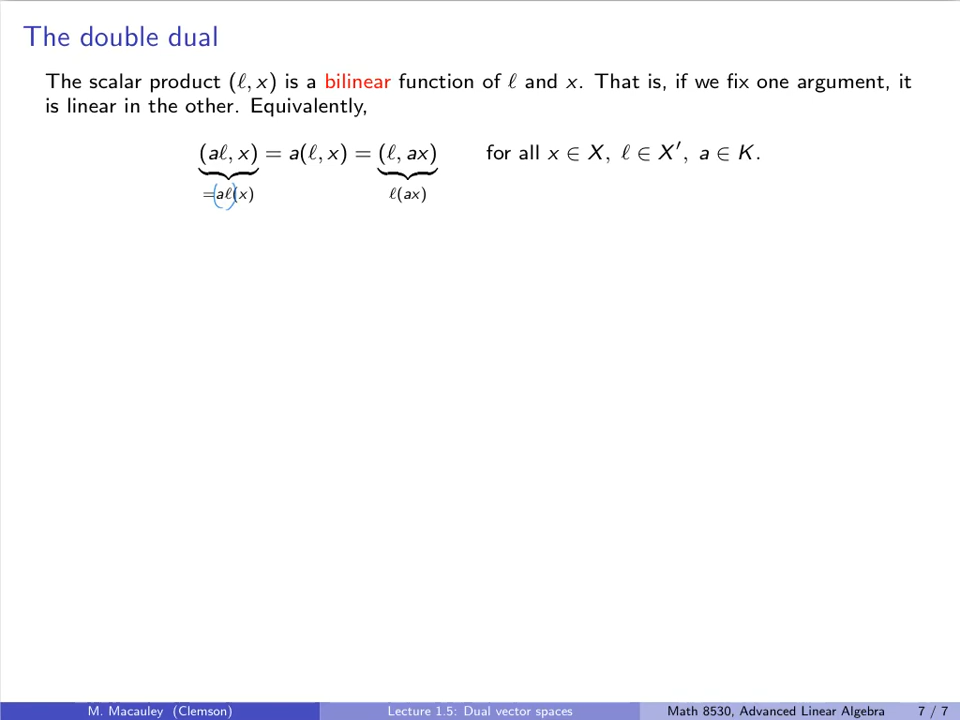 The double dual
The scalar product (ℓ, x) is a bilinear function of ℓ and x. That is, if we fix one argument, it
is linear in the other. Equivalently,
(aℓ, x) = a(ℓ, x) = (ℓ, ax) for all x ∈ X, ℓ ∈ X′, a ∈ K.
=(aℓ)(x) ℓ(ax)
M. Macauley (Clemson) Lecture 1.5: Dual vector spaces Math 8530, Advanced Linear Algebra 7 / 7